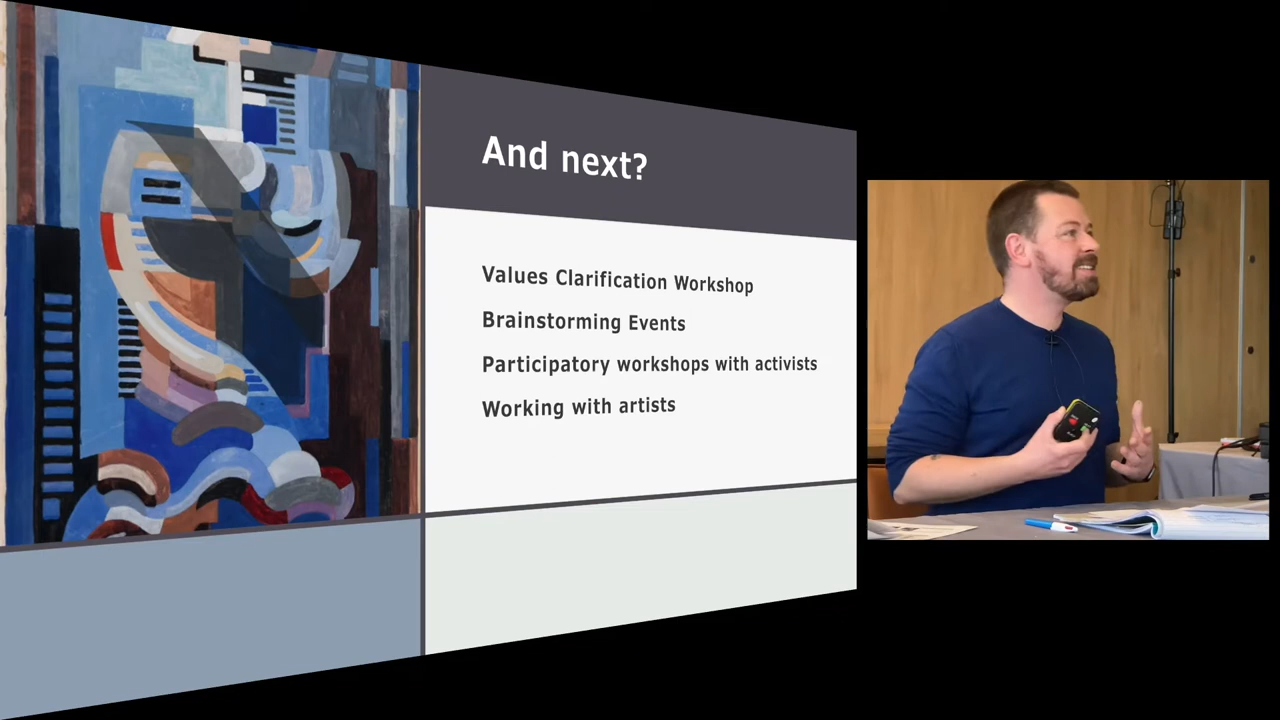 And next?
Values Clarification Workshop
Brainstorming Events
Participatory workshops with activists
Working with artists